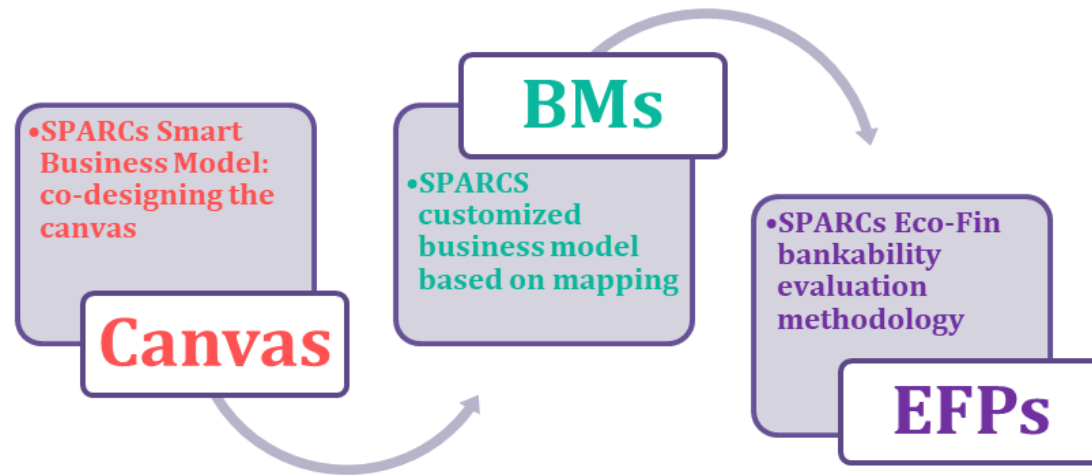 •SPARCs Smart
Business Model:
co-designing the
canvas
Canvas
BMs
•SPARCS
customized
business model
based on mapping
•SPARCs Eco-Fin
bankability
evaluation
methodology
EFPs